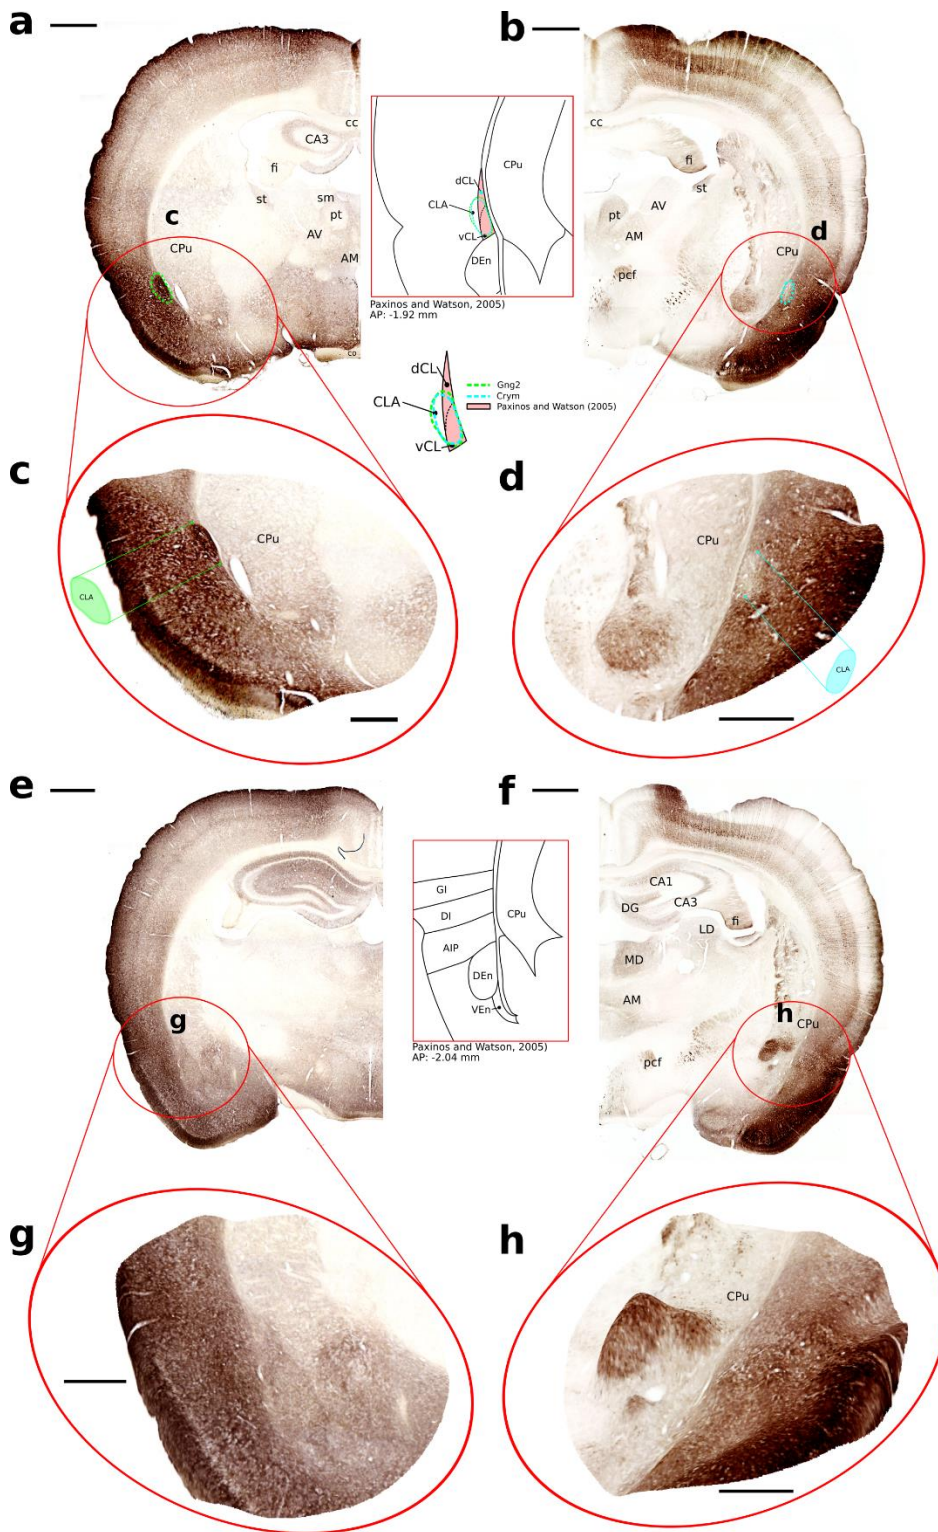 a
b
cc
CA3
fi
st
sm
pt
AV
AM
c
CPu
co
dCL
CPu
CLA
vCL
DEn
Paxinos and Watson, 2005)
AP: -1.92 mm
cc
fi
st
AV
pt
AM
d
CPu
pcf
dCL
CLA
vCL
Gng2
Crym
Paxinos and Watson (2005)
c
CPu
CLA
d
CPu
CLA
e
f
g
GI
DI
CPu
AIP
DEn
VEn
Paxinos and Watson, 2005)
AP: -2.04 mm
CA1
CA3
DG
fi
LD
MD
AM
h
CPu
pcf
g
h
CPu